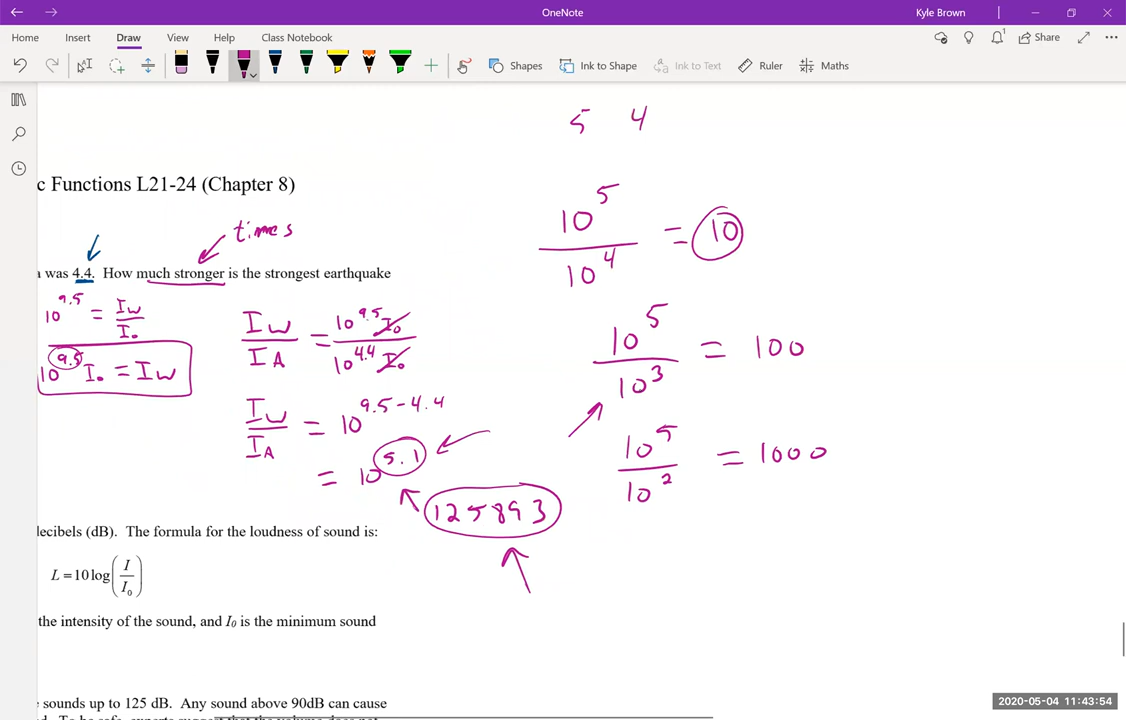 OneNote
Kyle Brown
Home Insert Draw View Help Class Notebook
Share
Shapes Ink to Shape Ink to Text Ruler Maths
5 4
c Functions L21-24 (Chapter 8)
times
a was 4.4. How much stronger is the strongest earthquake
10^9.5 = Iw/I₀
10^9.5 I₀ = Iw
Iw/IA = 10^9.5 I₀/10^4.4 I₀
Iw/IA = 10^9.5-4.4
= 10^5.1
125893
10^5/10^4 = 10
10^5/10^3 = 100
10^5/10^2 = 1000
decibels (dB). The formula for the loudness of sound is:
L = 10 log(I/I₀)
the intensity of the sound, and I₀ is the minimum sound
sounds up to 125 dB. Any sound above 90dB can cause
2020-05-04 11:43:54